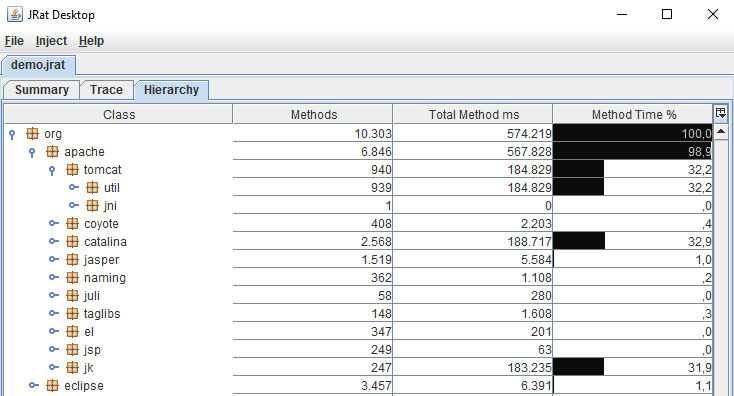 JRat Desktop
File Inject Help
demo.jrat
Summary Trace Hierarchy
Class Methods Total Method ms Method Time %
org 10.303 574.219 100,0
apache 6.846 567.828 98,9
tomcat 940 184.829 32,2
util 939 184.829 32,2
jni 1 0 ,0
coyote 408 2.203 ,4
catalina 2.568 188.717 32,9
jasper 1.519 5.584 1,0
naming 362 1.108 ,2
juli 58 280 ,0
taglibs 148 1.608 ,3
el 347 201 ,0
jsp 249 63 ,0
jk 247 183.235 31,9
eclipse 3.457 6.391 1,1